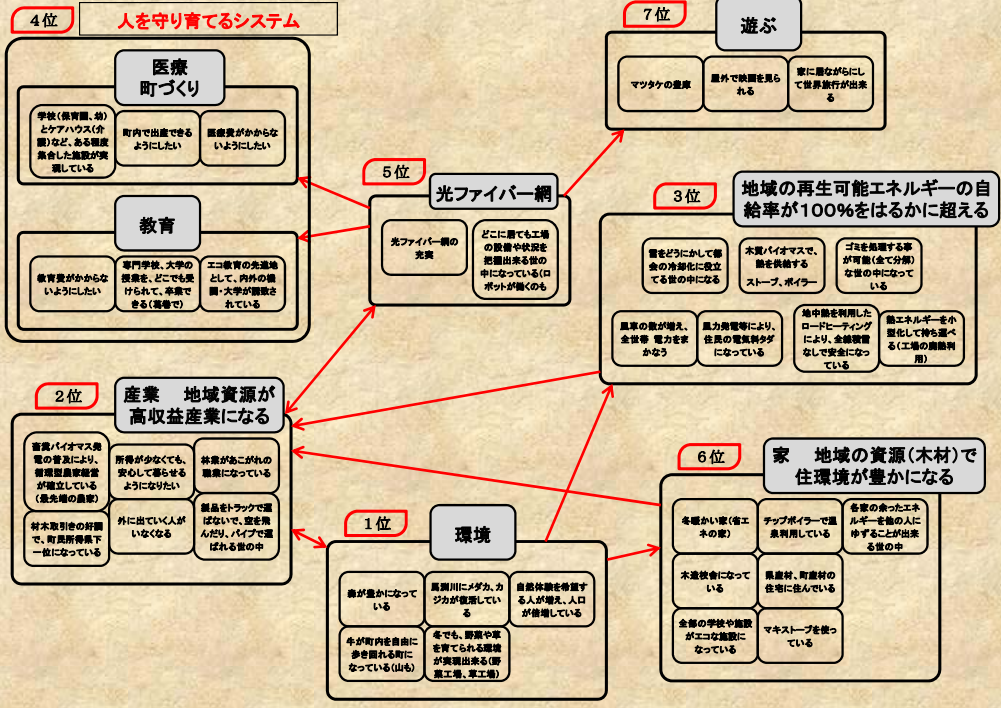 4位
人を守り育てるシステム
医療
町づくり
学校(保育園、幼)
とケアハウス(介
護)など、ある程度
集合した施設が実
現している
町内で出産できる
ようにしたい
医療費がかからな
いようにしたい
教育
教育費がかからな
いようにしたい
専門学校、大学の
授業を、どこでも受
けられて、卒業で
きる(葛巻で)
エコ教育の先進地
として、内外の機
関・大学が誘致さ
れている
7位
遊ぶ
マツタケの豊庫
屋外で映画を見ら
れる
家に居ながらにし
て世界旅行が出来
る
5位
光ファイバー網
光ファイバー網の
充実
どこに居ても工場
の設備や状況を
把握出来る世の
中になっている(ロ
ボットが働くのも
3位
地域の再生可能エネルギーの自
給率が100%をはるかに超える
雪をどうにかして都
会の冷却化に役立
てる世の中になる
木質バイオマスで、
熱を供給する
ストーブ、ボイラー
ゴミを処理する事
が可能(全て分解)
な世の中になって
いる
風車の数が増え、
全世帯 電力をま
かなう
風力発電等により、
住民の電気料タダ
になっている
地中熱を利用した
ロードヒーティング
により、全線積雪
なしで安全になっ
ている
熱エネルギーを小
型化して持ち運べ
る(工場の廃熱利
用)
2位
産業 地域資源が
高収益産業になる
畜糞バイオマス発
電の普及により、
循環型農家経営
が確立している
(最先端の農家)
所得が少なくても、
安心して暮らせる
ようになりたい
林業があこがれの
職業になっている
材木取引きの好調
で、町民所得県下
一位になっている
外に出ていく人が
いなくなる
製品をトラックで運
ばないで、空を飛
んだり、パイプで運
ばれる世の中
1位
環境
森が豊かになって
いる
馬淵川にメダカ、カ
ジカが復活してい
る
自然体験を希望す
る人が増え、人口
が倍増している
牛が町内を自由に
歩き回れる町に
なっている(山も)
冬でも、野菜や草
を育てられる環境
が実現出来る(野
菜工場、草工場)
6位
家 地域の資源(木材)で
住環境が豊かになる
冬暖かい家(省エ
ネの家)
チップボイラーで温
泉利用している
各家の余ったエネ
ルギーを他の人に
ゆずることが出来
る世の中
木造校舎になって
いる
県産材、町産材の
住宅に住んでいる
全部の学校や施設
がエコな施設に
なっている
マキストーブを使っ
ている